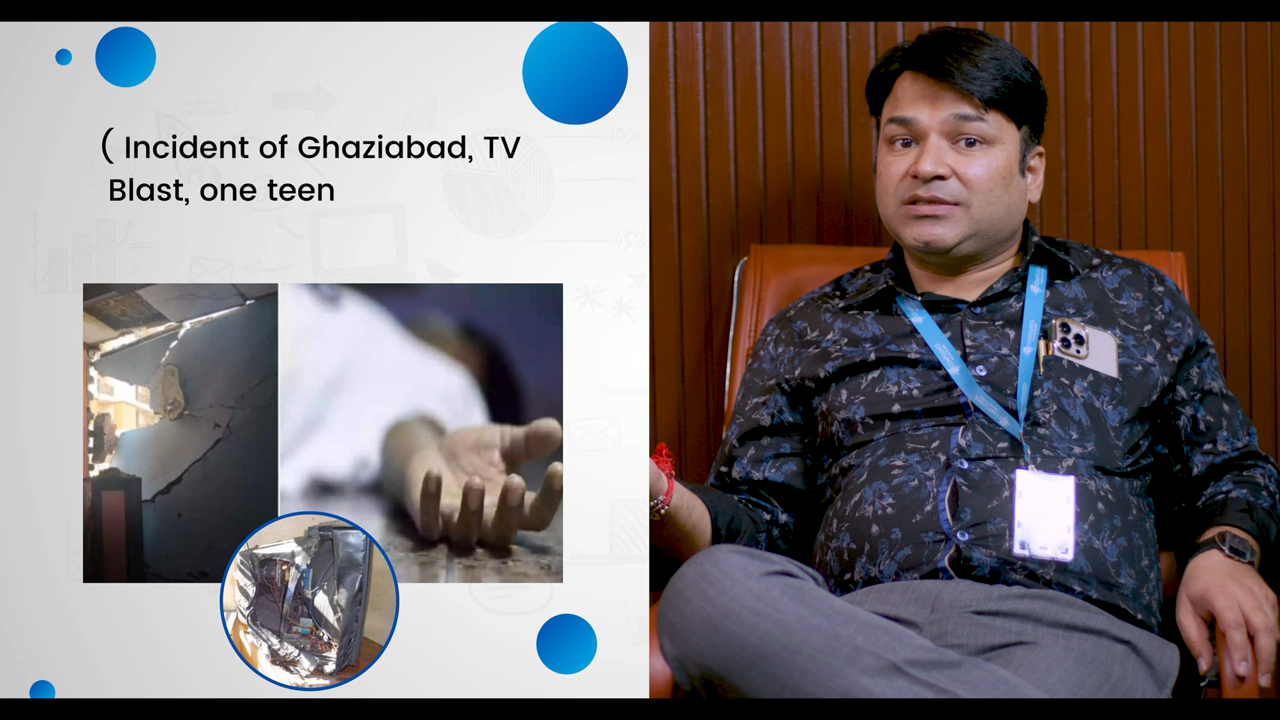 ( Incident of Ghaziabad, TV
Blast, one teen